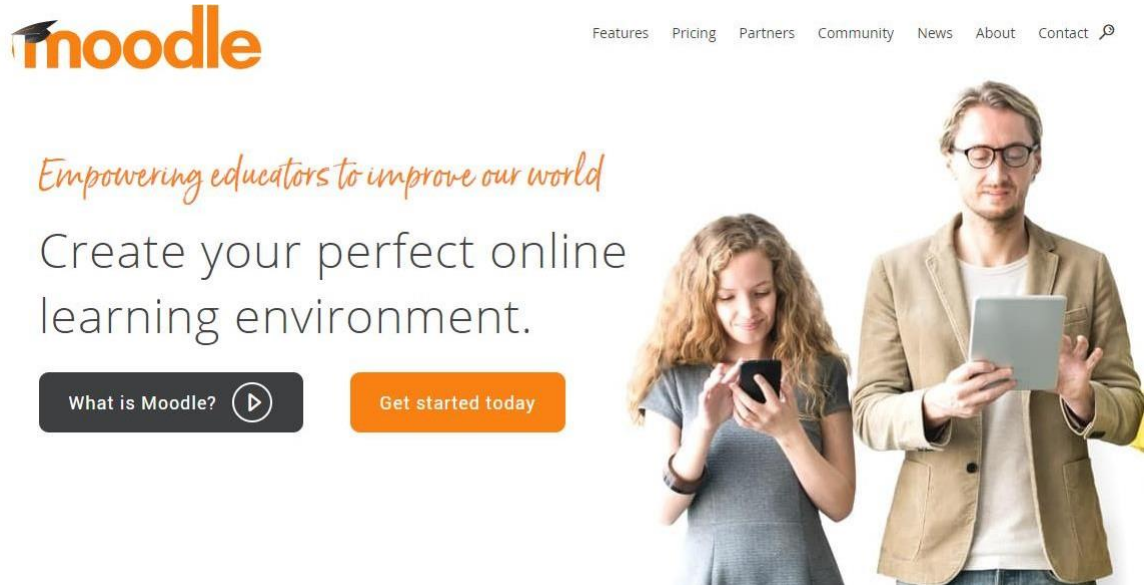 moodle
Features Pricing Partners Community News About Contact
Empowering educators to improve our world
Create your perfect online
learning environment.
What is Moodle?
Get started today